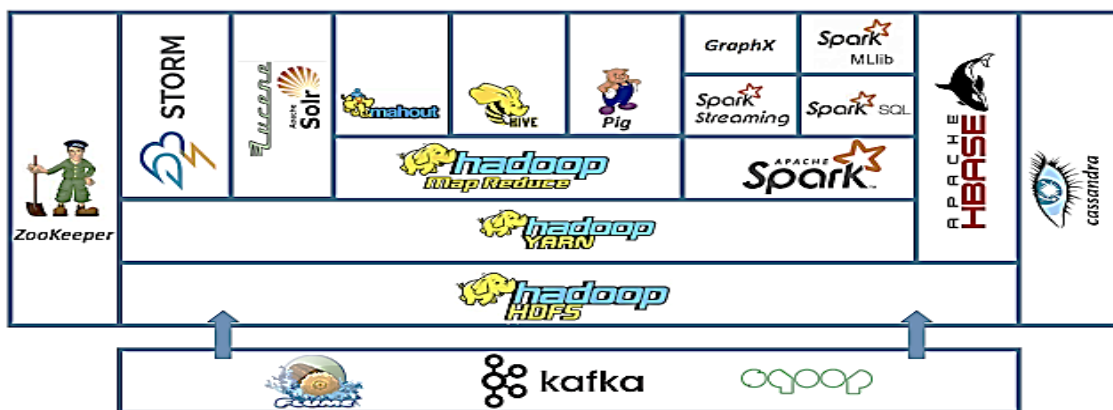 ZooKeeper
STORM
Lucene
Apache
Solr
mahout
HIVE
Pig
GraphX
Spark
MLlib
Spark
Streaming
Spark SQL
hadoop
Map Reduce
APACHE
Spark™
APACHE
HBASE
cassandra
hadoop
YARN
hadoop
HDFS
FLUME
kafka
sqoop